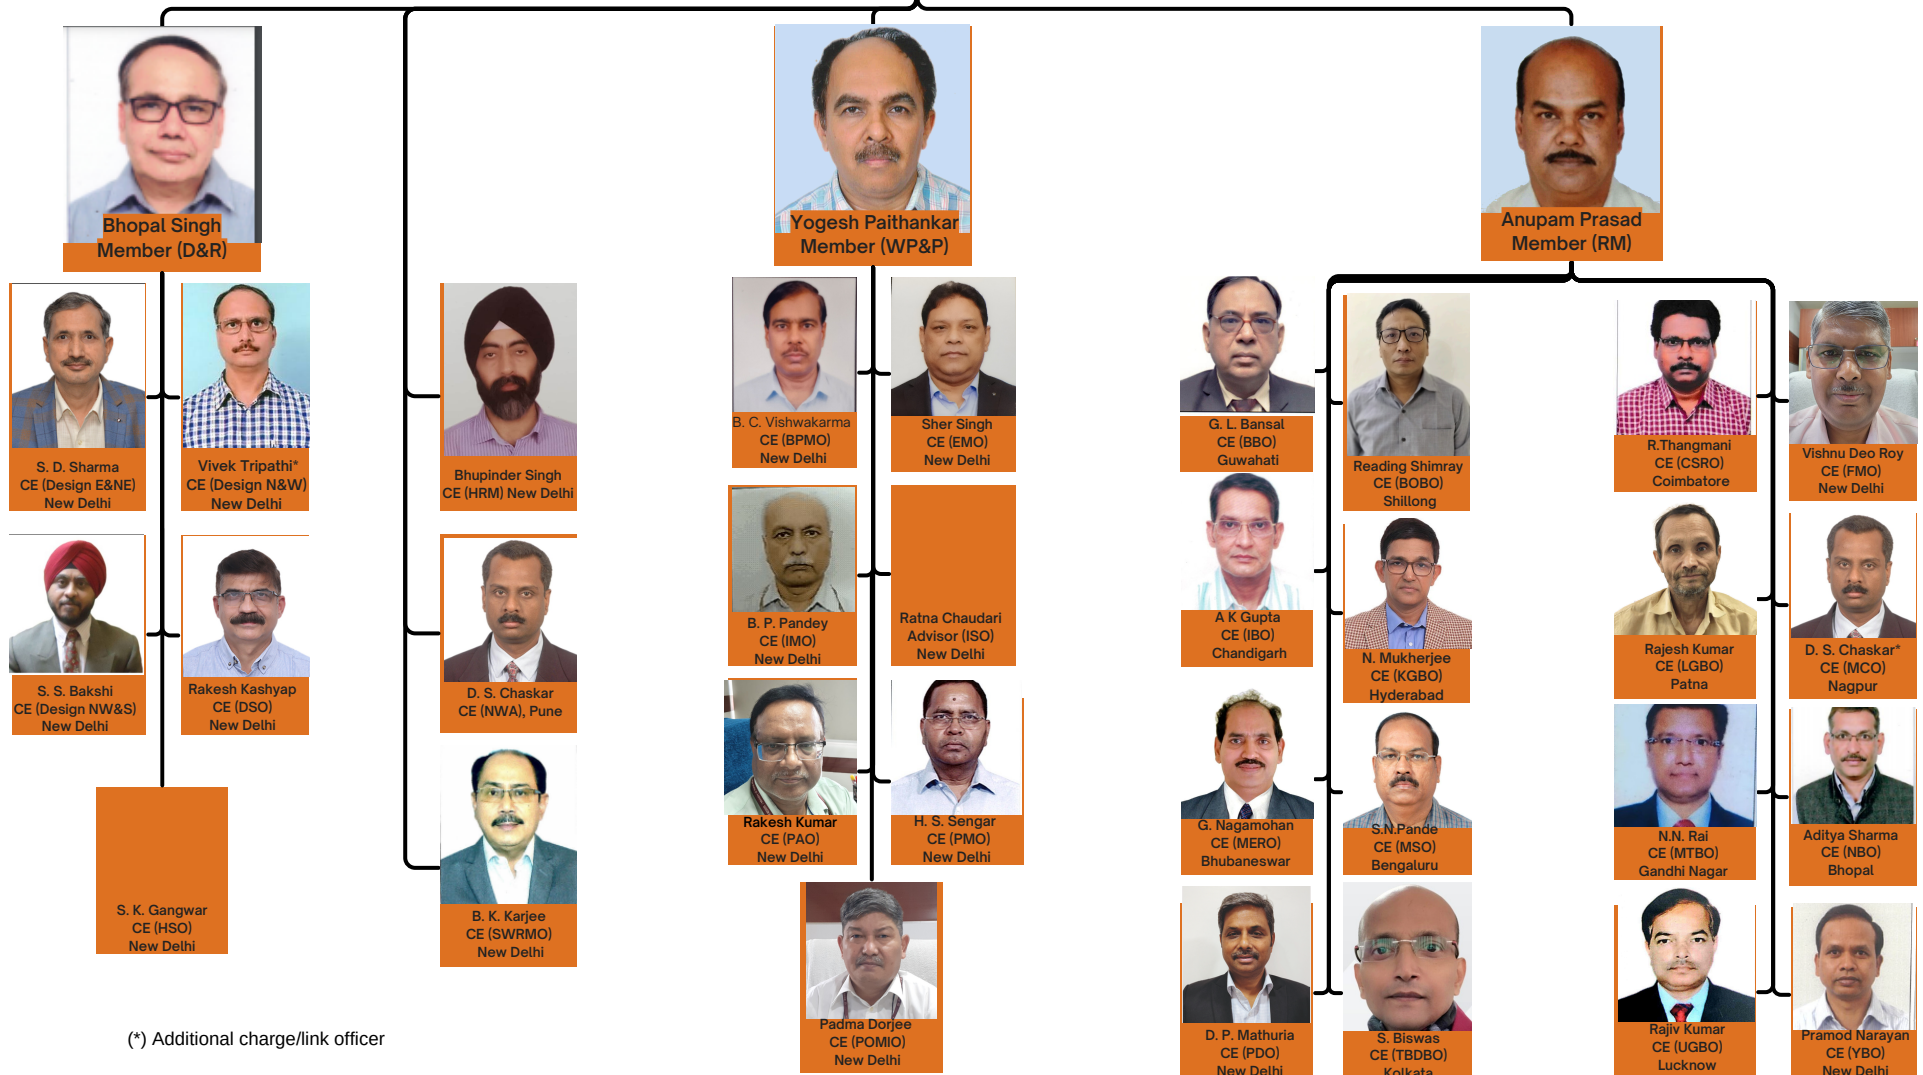 Bhopal Singh
Member (D&R)
Yogesh Paithankar
Member (WP&P)
Anupam Prasad
Member (RM)
S. D. Sharma
CE (Design E&NE)
New Delhi
Vivek Tripathi*
CE (Design N&W)
New Delhi
S. S. Bakshi
CE (Design NW&S)
New Delhi
Rakesh Kashyap
CE (DSO)
New Delhi
S. K. Gangwar
CE (HSO)
New Delhi
Bhupinder Singh
CE (HRM) New Delhi
D. S. Chaskar
CE (NWA), Pune
B. K. Karjee
CE (SWRMO)
New Delhi
B. C. Vishwakarma
CE (BPMO)
New Delhi
Sher Singh
CE (EMO)
New Delhi
B. P. Pandey
CE (IMO)
New Delhi
Ratna Chaudari
Advisor (ISO)
New Delhi
Rakesh Kumar
CE (PAO)
New Delhi
H. S. Sengar
CE (PMO)
New Delhi
Padma Dorjee
CE (POMIO)
New Delhi
G. L. Bansal
CE (BBO)
Guwahati
Reading Shimray
CE (BOBO)
Shillong
A K Gupta
CE (IBO)
Chandigarh
N. Mukherjee
CE (KGBO)
Hyderabad
G. Nagamohan
CE (MERO)
Bhubaneswar
S.N.Pande
CE (MSO)
Bengaluru
D. P. Mathuria
CE (PDO)
New Delhi
S. Biswas
CE (TBDBO)
Kolkata
R.Thangmani
CE (CSRO)
Coimbatore
Vishnu Deo Roy
CE (FMO)
New Delhi
Rajesh Kumar
CE (LGBO)
Patna
D. S. Chaskar*
CE (MCO)
Nagpur
N.N. Rai
CE (MTBO)
Gandhi Nagar
Aditya Sharma
CE (NBO)
Bhopal
Rajiv Kumar
CE (UGBO)
Lucknow
Pramod Narayan
CE (YBO)
New Delhi
(*) Additional charge/link officer